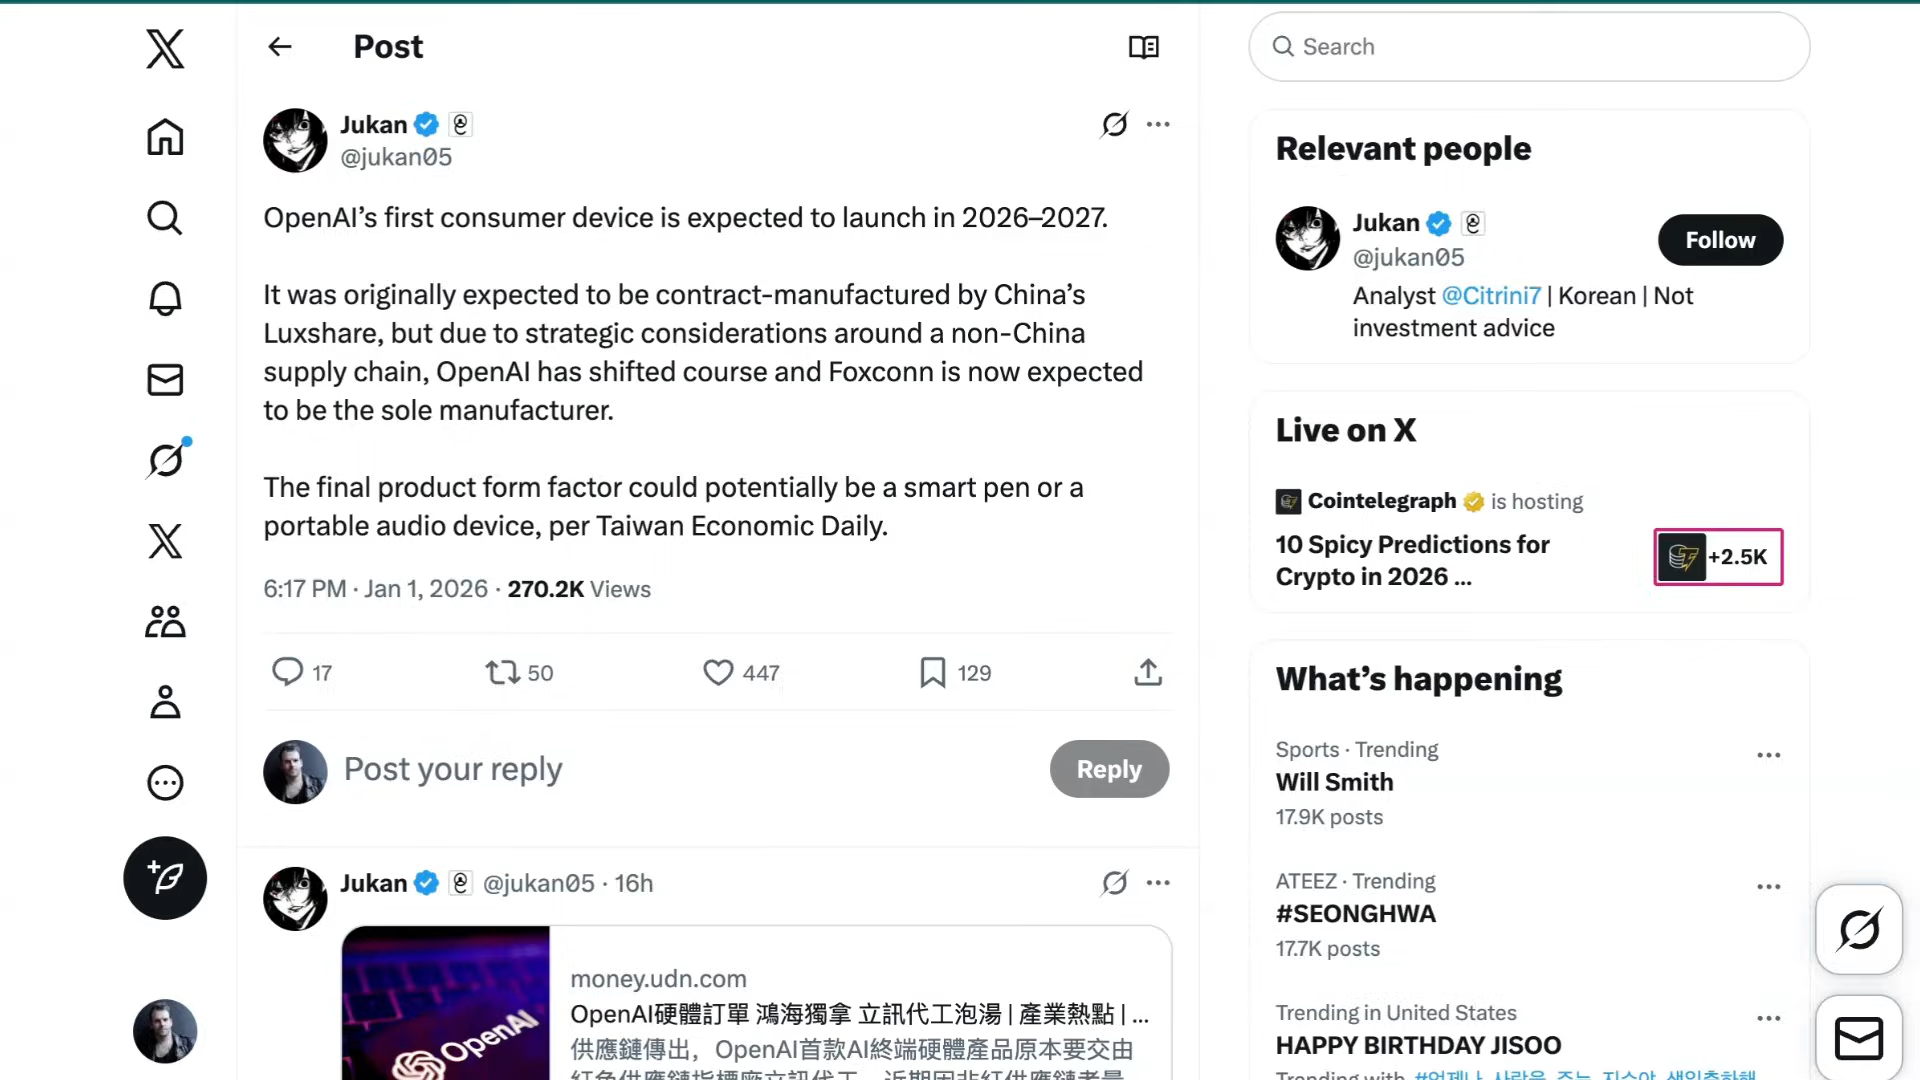 Post
Jukan
@jukan05
OpenAI’s first consumer device is expected to launch in 2026–2027.
It was originally expected to be contract-manufactured by China’s
Luxshare, but due to strategic considerations around a non-China
supply chain, OpenAI has shifted course and Foxconn is now expected
to be the sole manufacturer.
The final product form factor could potentially be a smart pen or a
portable audio device, per Taiwan Economic Daily.
6:17 PM · Jan 1, 2026 · 270.2K Views
17 50 447 129
Post your reply
Reply
Jukan @jukan05 · 16h
OpenAI
money.udn.com
OpenAI硬體訂單 鴻海獨拿 立訊代工泡湯 | 產業熱點 | ...
供應鏈傳出，OpenAI首款AI終端硬體產品原本要交由
Search
Relevant people
Jukan
@jukan05
Follow
Analyst @Citrini7 | Korean | Not
investment advice
Live on X
Cointelegraph is hosting
10 Spicy Predictions for
Crypto in 2026 ...
+2.5K
What’s happening
Sports · Trending
Will Smith
17.9K posts
ATEEZ · Trending
#SEONGHWA
17.7K posts
Trending in United States
HAPPY BIRTHDAY JISOO